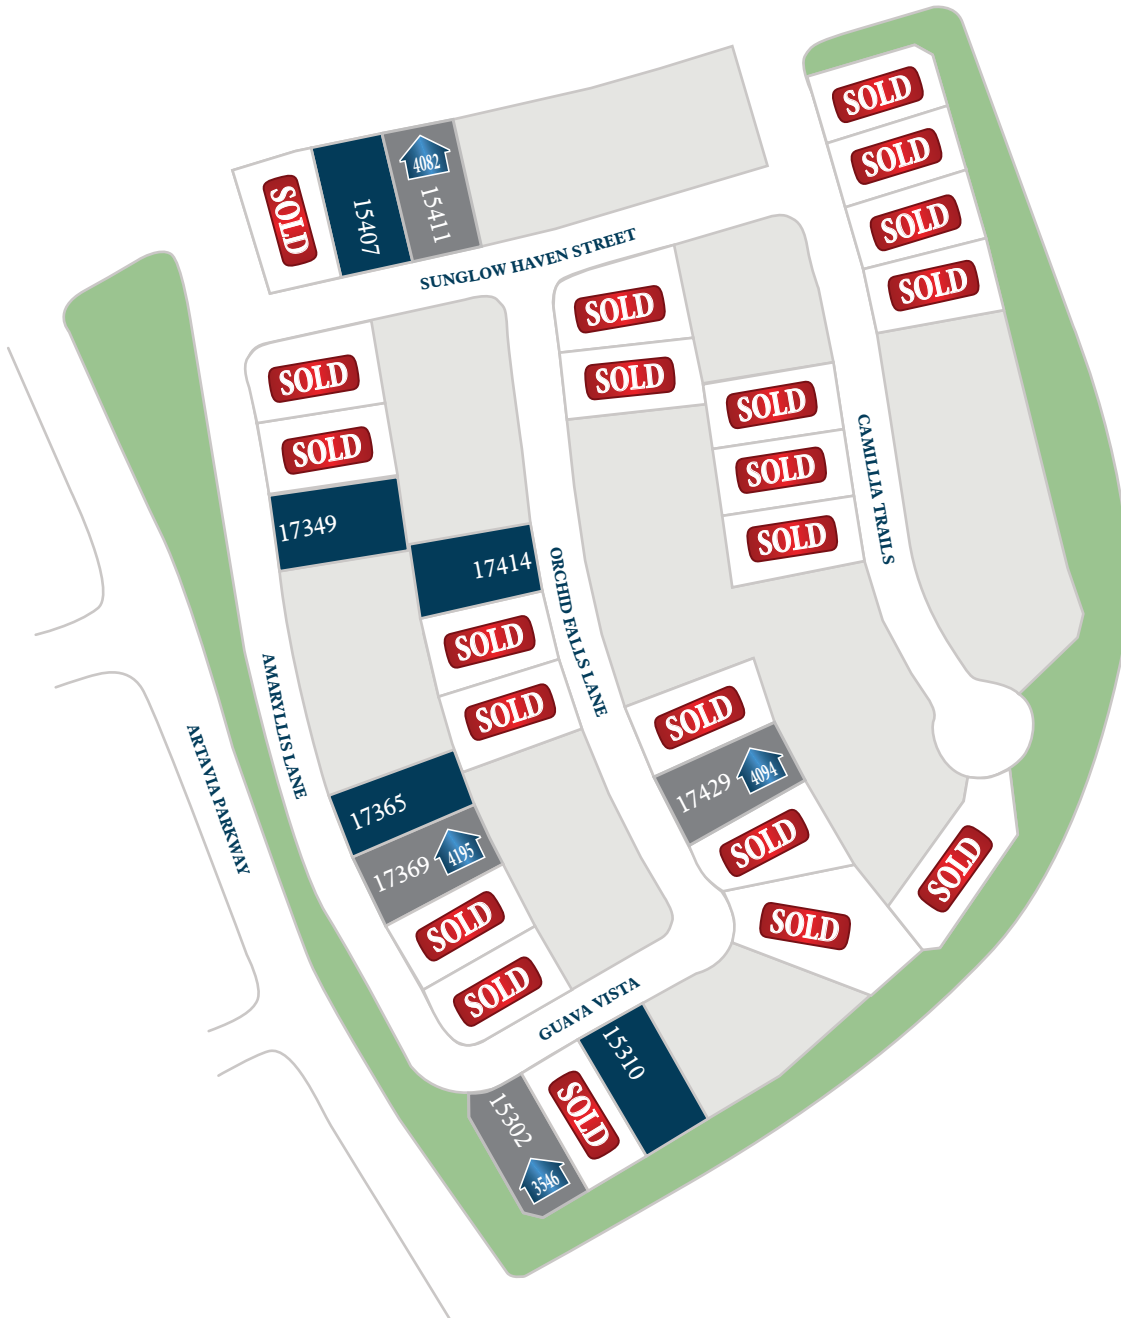 SOLD
SOLD
SOLD
SOLD
SOLD
15407
4082
15411
SUNGLOW HAVEN STREET
SOLD
SOLD
SOLD
SOLD
17349
17414
SOLD
SOLD
SOLD
SOLD
SOLD
CAMILLIA TRAILS
ORCHID FALLS LANE
AMARYLLIS LANE
ARTAVIA PARKWAY
SOLD
17429
4094
SOLD
SOLD
SOLD
17365
17369
4195
SOLD
SOLD
GUAVA VISTA
15310
SOLD
15302
3546